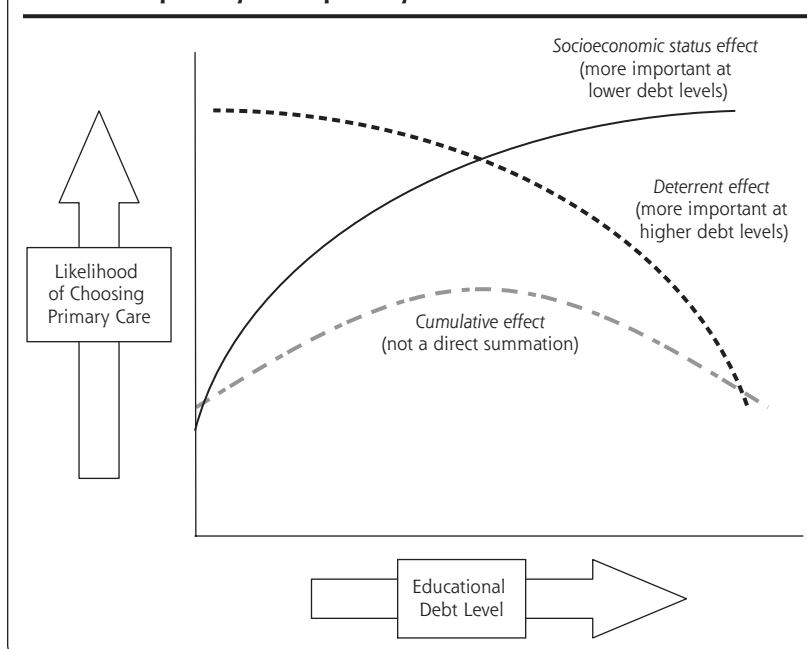 Socioeconomic status effect
(more important at
lower debt levels)
Deterrent effect
(more important at
higher debt levels)
Likelihood
of Choosing
Primary Care
Cumulative effect
(not a direct summation)
Educational
Debt Level